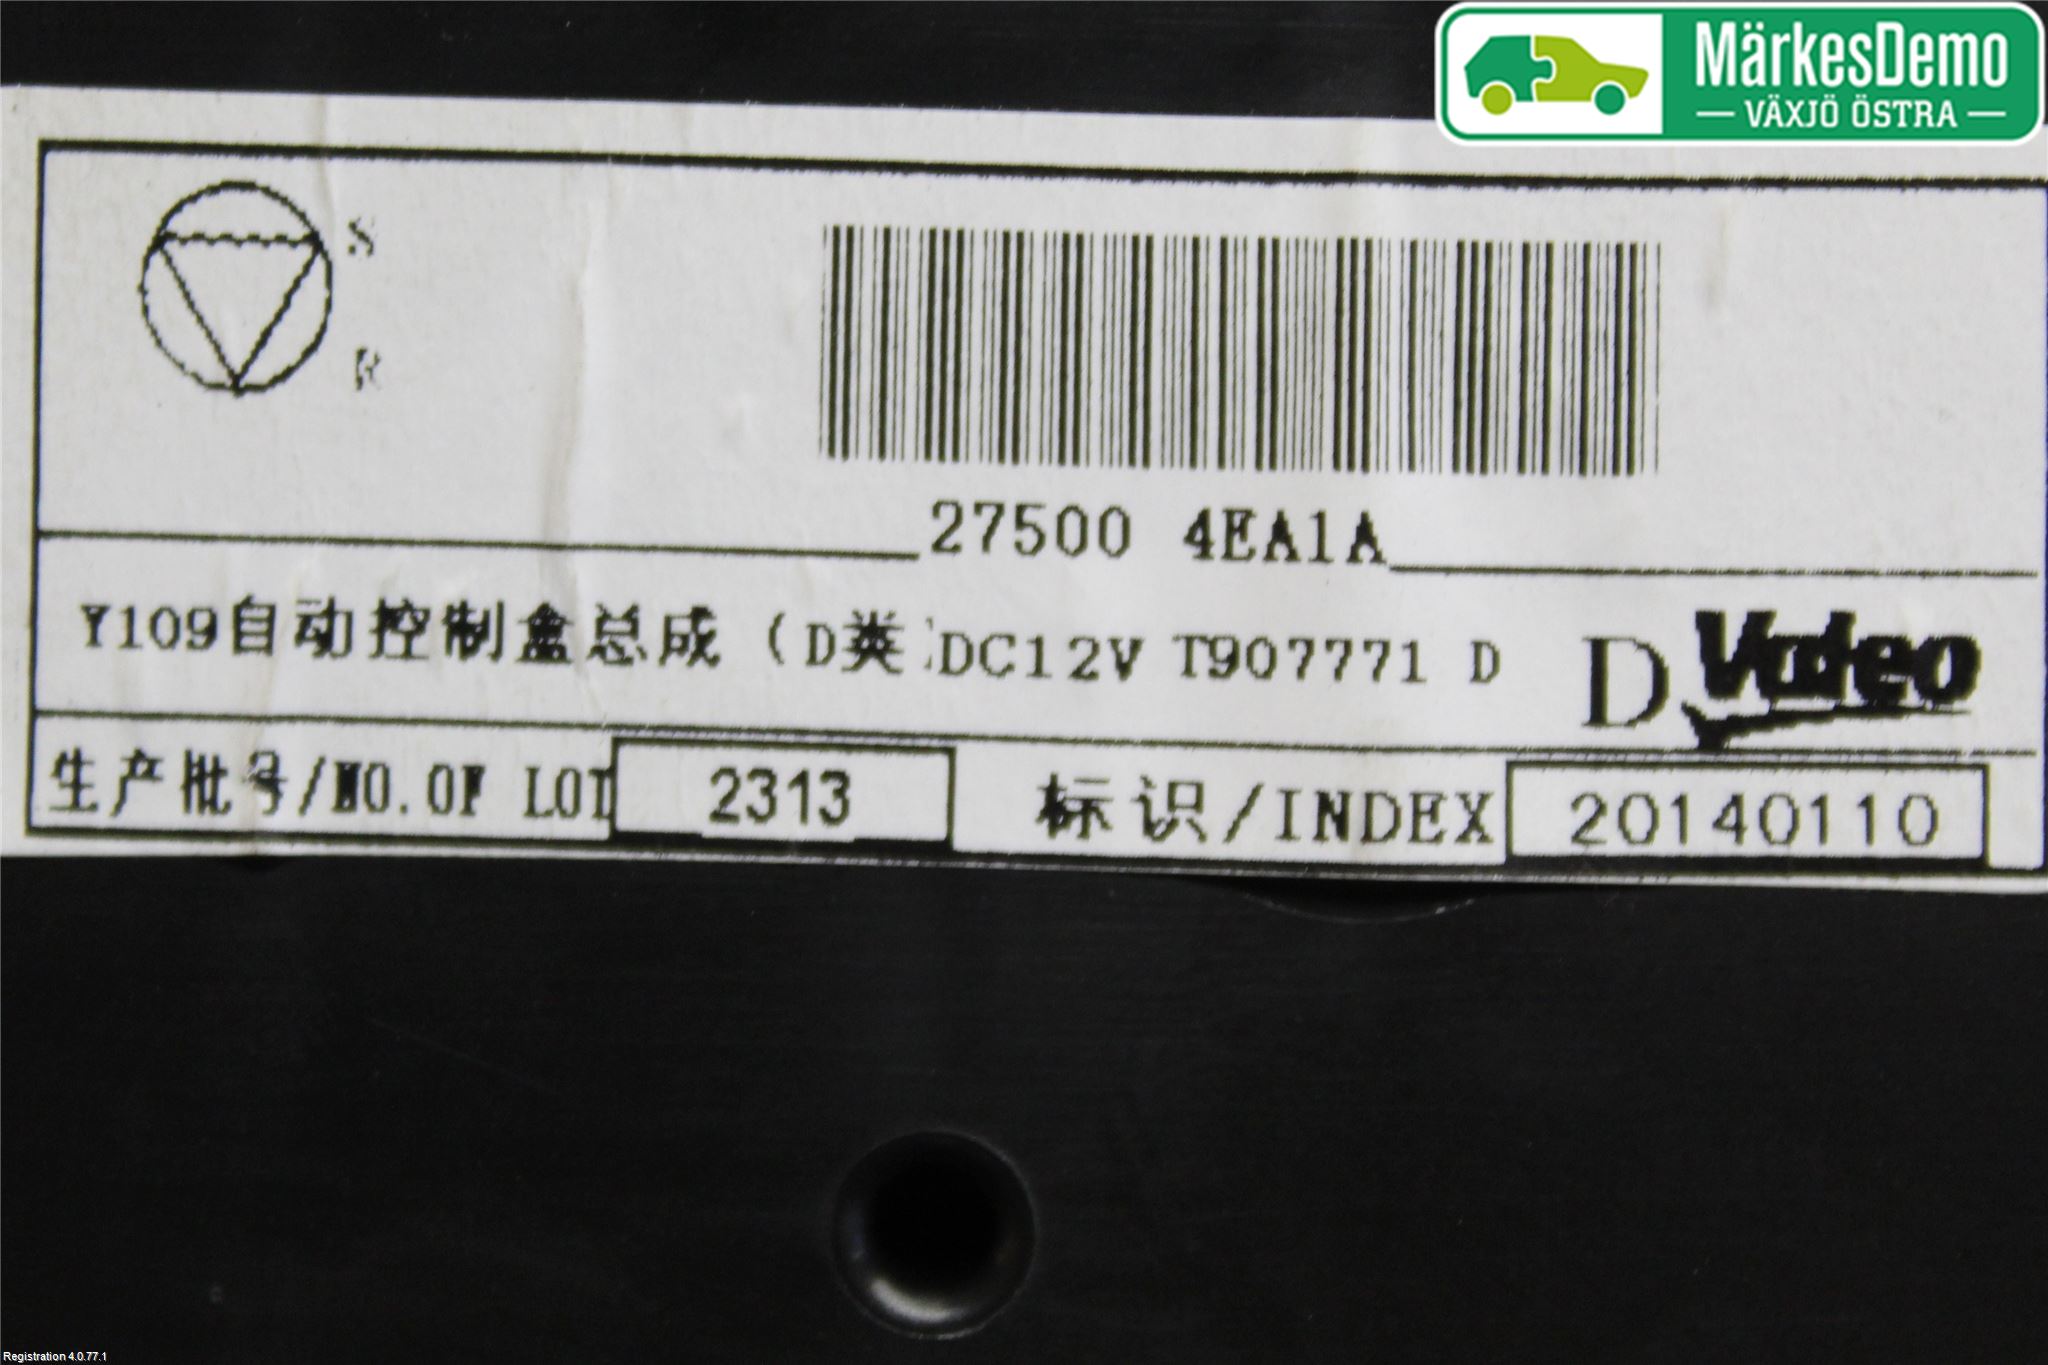 MärkesDemo
VÄXJÖ ÖSTRA
S
R
27500 4EA1A
Y109自动控制盒总成（D类 DC12V T907771 D
D Valeo
生产批号/NO.OF LOT 2313 标识/INDEX 20140110
Registration 4.0.77.1